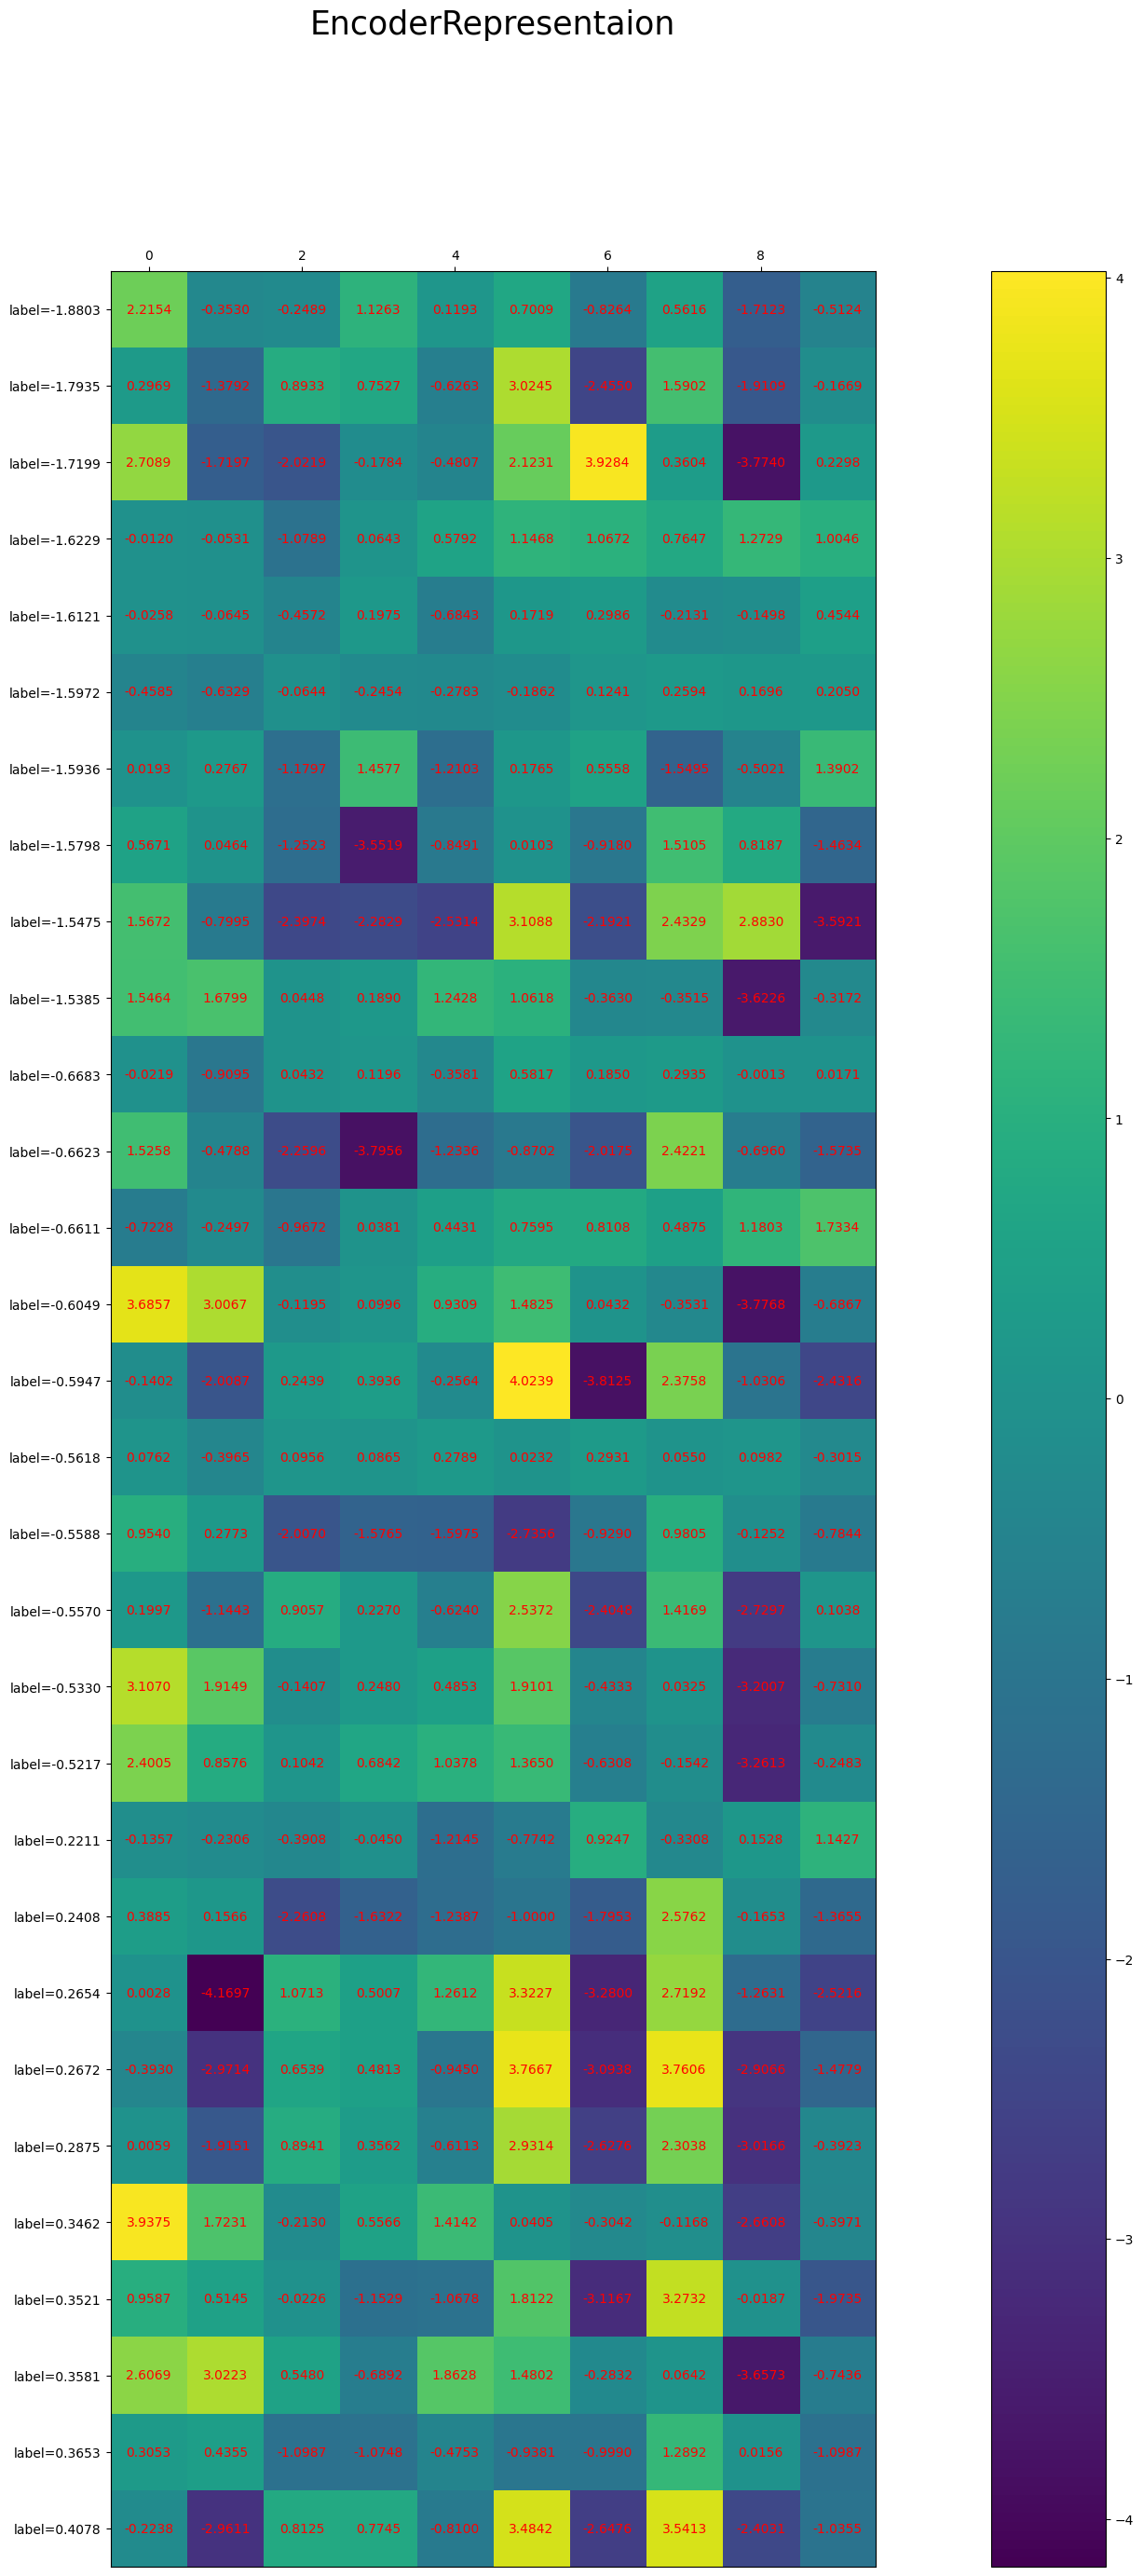 EncoderRepresentaion
0 2 4 6 8
label=-1.8803 2.2154 -0.3530 -0.2489 1.1263 0.1193 0.7009 -0.8264 0.5616 -1.7123 -0.5124
label=-1.7935 0.2969 -1.3792 0.8933 0.7527 -0.6263 3.0245 1.5902 -0.1669
label=-1.7199 2.7089 -1.7197 -2.0219 -0.1784 -0.4807 2.1231 3.9284 0.3604 -3.7740 0.2298
label=-1.6229 -0.0120 -0.0531 -1.0789 0.0643 0.5792 1.1468 1.0672 0.7647 1.2729 1.0046
label=-1.6121 -0.0258 -0.0645 -0.4572 0.1975 -0.6843 0.1719 0.2986 -0.2131 -0.1498 0.4544
label=-1.5972 -0.4585 -0.6329 -0.0644 -0.2454 -0.2783 -0.1862 0.1241 0.2594 0.1696 0.2050
label=-1.5936 0.0193 0.2767 -1.1797 1.4577 -1.2103 0.1765 0.5558 -1.5495 -0.5021 1.3902
label=-1.5798 0.5671 0.0464 -1.2523 -3.5519 -0.8491 0.0103 -0.9180 1.5105 0.8187 -1.4634
label=-1.5475 1.5672 -0.7995 3.1088 2.4329 2.8830 -3.5921
label=-1.5385 1.5464 1.6799 0.0448 0.1890 1.2428 1.0618 -0.3630 -0.3515 -3.6226 -0.3172
label=-0.6683 -0.0219 -0.9095 0.0432 0.1196 -0.3581 0.5817 0.1850 0.2935 -0.0013 0.0171
label=-0.6623 1.5258 -0.4788 -3.7956 -1.2336 -0.8702 2.4221 -0.6960 -1.5735
label=-0.6611 -0.7228 -0.2497 -0.9672 0.0381 0.4431 0.7595 0.8108 0.4875 1.1803 1.7334
label=-0.6049 3.6857 3.0067 -0.1195 0.0996 0.9309 1.4825 0.0432 -0.3531 -3.7768 -0.6867
label=-0.5947 -0.1402 0.2439 0.3936 -0.2564 4.0239 -3.8125 2.3758 -1.0306
label=-0.5618 0.0762 -0.3965 0.0956 0.0865 0.2789 0.0232 0.2931 0.0550 0.0982 -0.3015
label=-0.5588 0.9540 0.2773 -1.5765 -1.5975 -0.9290 0.9805 -0.1252 -0.7844
label=-0.5570 0.1997 -1.1443 0.9057 0.2270 -0.6240 2.5372 1.4169 0.1038
label=-0.5330 3.1070 1.9149 -0.1407 0.2480 0.4853 1.9101 -0.4333 0.0325 -3.2007 -0.7310
label=-0.5217 2.4005 0.8576 0.1042 0.6842 1.0378 1.3650 -0.6308 -0.1542 -3.2613 -0.2483
label=0.2211 -0.1357 -0.2306 -0.3908 -0.0450 -1.2145 -0.7742 0.9247 -0.3308 0.1528 1.1427
label=0.2408 0.3885 0.1566 -1.6322 -1.2387 -1.0000 -1.7953 2.5762 -0.1653 -1.3655
label=0.2654 0.0028 -4.1697 1.0713 0.5007 1.2612 3.3227 -3.2800 2.7192 -1.2631
label=0.2672 -0.3930 -2.9714 0.6539 0.4813 -0.9450 3.7667 -3.0938 3.7606 -2.9066 -1.4779
label=0.2875 0.0059 -1.9151 0.8941 0.3562 -0.6113 2.9314 2.3038 -3.0166 -0.3923
label=0.3462 3.9375 1.7231 -0.2130 0.5566 1.4142 0.0405 -0.3042 -0.1168 -0.3971
label=0.3521 0.9587 0.5145 -0.0226 -1.1529 -1.0678 1.8122 -3.1167 3.2732 -0.0187
label=0.3581 2.6069 3.0223 0.5480 -0.6892 1.8628 1.4802 -0.2832 0.0642 -3.6573 -0.7436
label=0.3653 0.3053 0.4355 -1.0987 -1.0748 -0.4753 -0.9381 -0.9990 1.2892 0.0156 -1.0987
label=0.4078 -0.2238 -2.9611 0.8125 0.7745 -0.8100 3.4842 3.5413 -1.0355
4
3
2
1
0
−1
−2
−3
−4